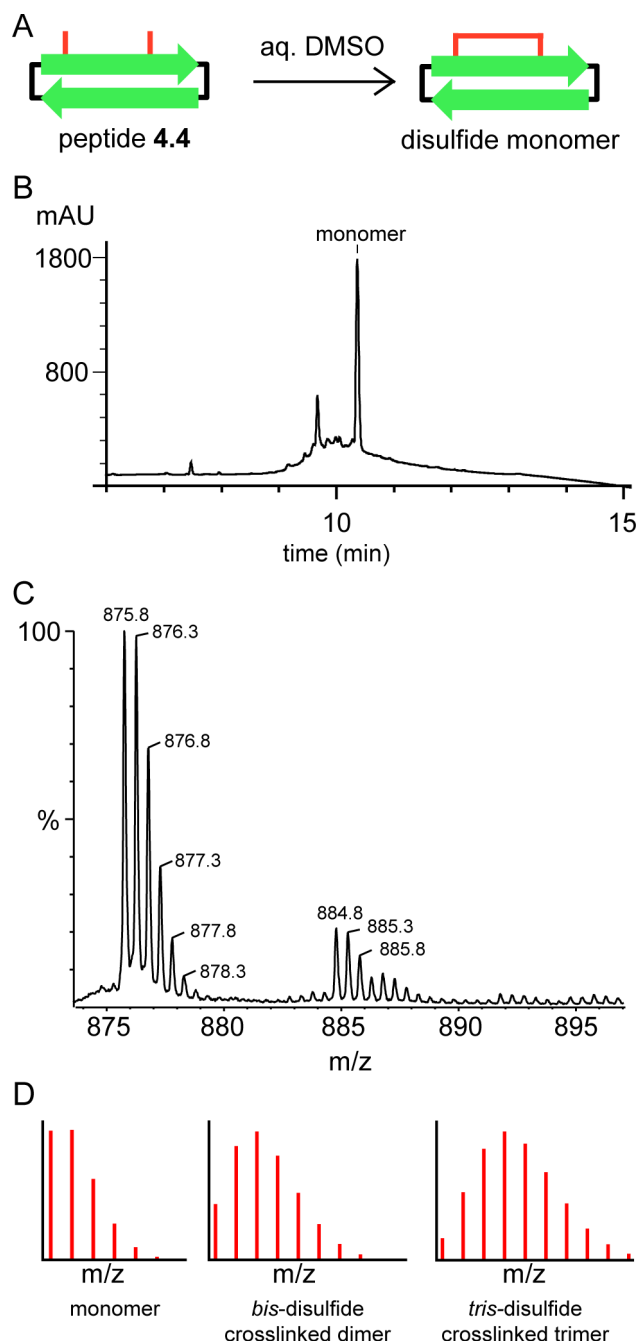 A
aq. DMSO
peptide 4.4
disulfide monomer
B
mAU
monomer
1800
800
10
15
time (min)
C
875.8
100
876.3
876.8
%
877.3
884.8
885.3
877.8
885.8
878.3
875
880
885
890
895
m/z
D
m/z
m/z
m/z
monomer
bis-disulfide
crosslinked dimer
tris-disulfide
crosslinked trimer